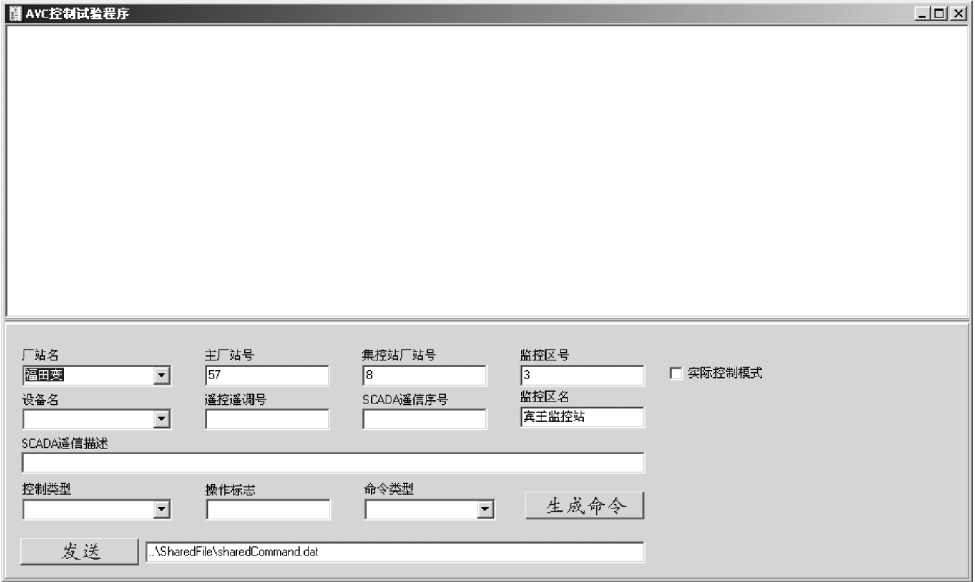 AVC控制试验程序
厂站名 主厂站号 集控站厂站号 监控区号
福田变 57 8 3 实际控制模式
设备名 遥控遥调号 SCADA遥信序号 监控区名
宾王监控站
SCADA遥信描述
控制类型 操作标志 命令类型
生成命令
发送 ..\SharedFile\sharedCommand.dat